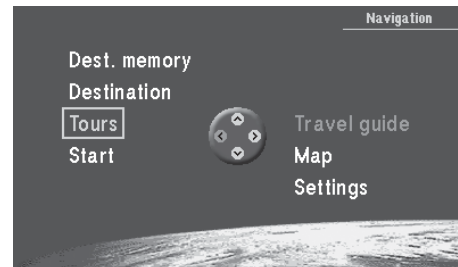 Navigation
Dest. memory
Destination
Tours
Start
Travel guide
Map
Settings